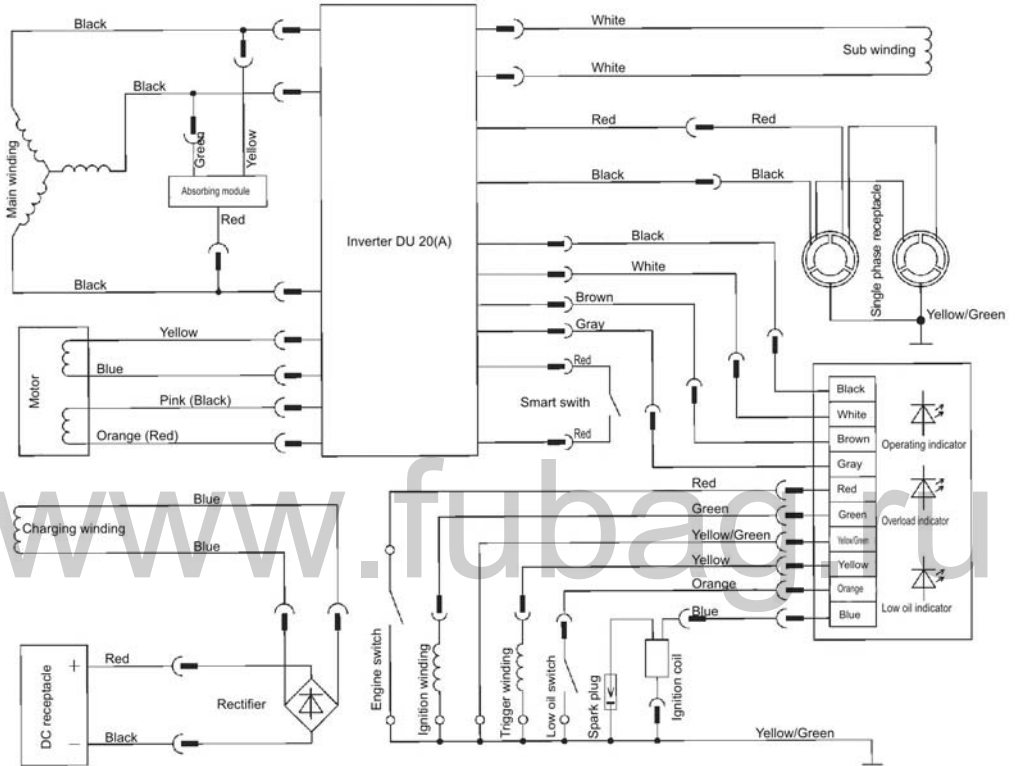 Black
White
Sub winding
White
Black
Main winding
Green
Yellow
Absorbing module
Red
Black
Inverter DU 20(A)
Red
Red
Black
Black
Single phase receptacle
Yellow/Green
Black
White
Brown
Gray
Red
Smart swith
Red
Motor
Yellow
Blue
Pink (Black)
Orange (Red)
Black
White
Brown
Gray
Red
Green
Yellow/Green
Yellow
Orange
Blue
Operating indicator
Overload indicator
Low oil indicator
www.fubag.ru
Blue
Charging winding
Blue
Red
Green
Yellow/Green
Yellow
Orange
Blue
DC receptacle
+
−
Red
Black
Rectifier
Engine switch
Ignition winding
Trigger winding
Low oil switch
Spark plug
Ignition coil
Yellow/Green